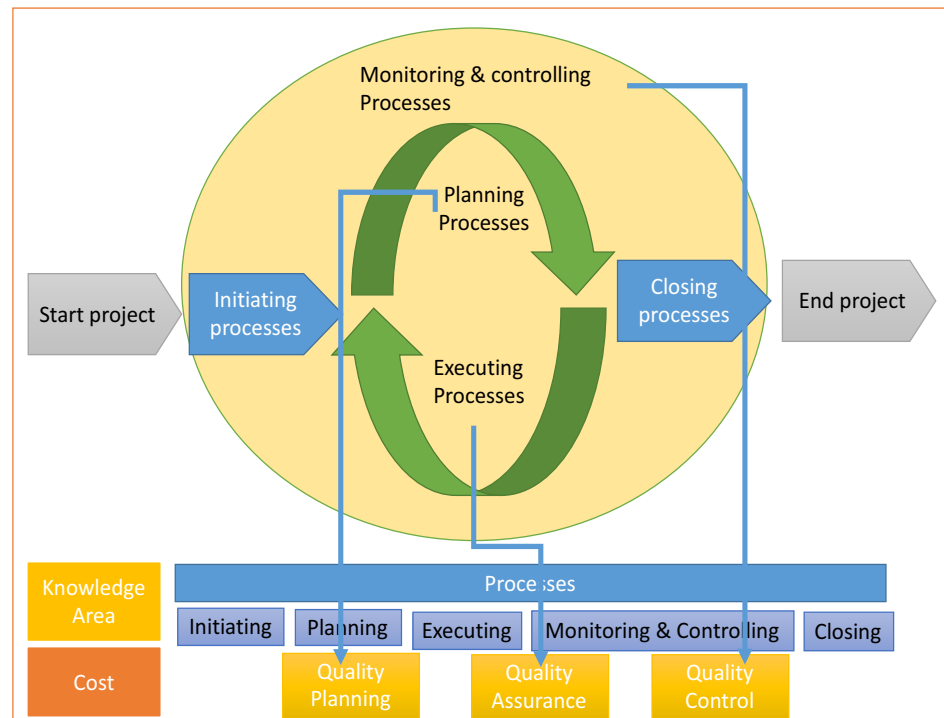 Monitoring & controlling
Processes
Planning
Processes
Start project
Initiating
processes
Closing
processes
End project
Executing
Processes
Knowledge
Area
Processes
Initiating
Planning
Executing
Monitoring & Controlling
Closing
Cost
Quality
Planning
Quality
Assurance
Quality
Control